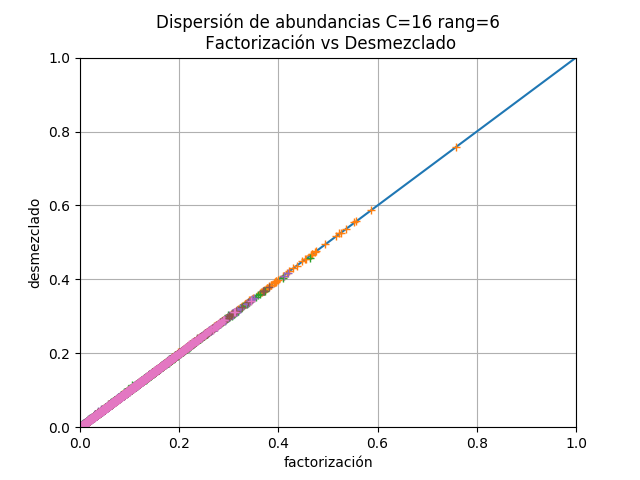 Dispersión de abundancias C=16 rang=6
Factorización vs Desmezclado
1.0
0.8
0.6
0.4
0.2
0.0
desmezclado
0.0 0.2 0.4 0.6 0.8 1.0
factorización